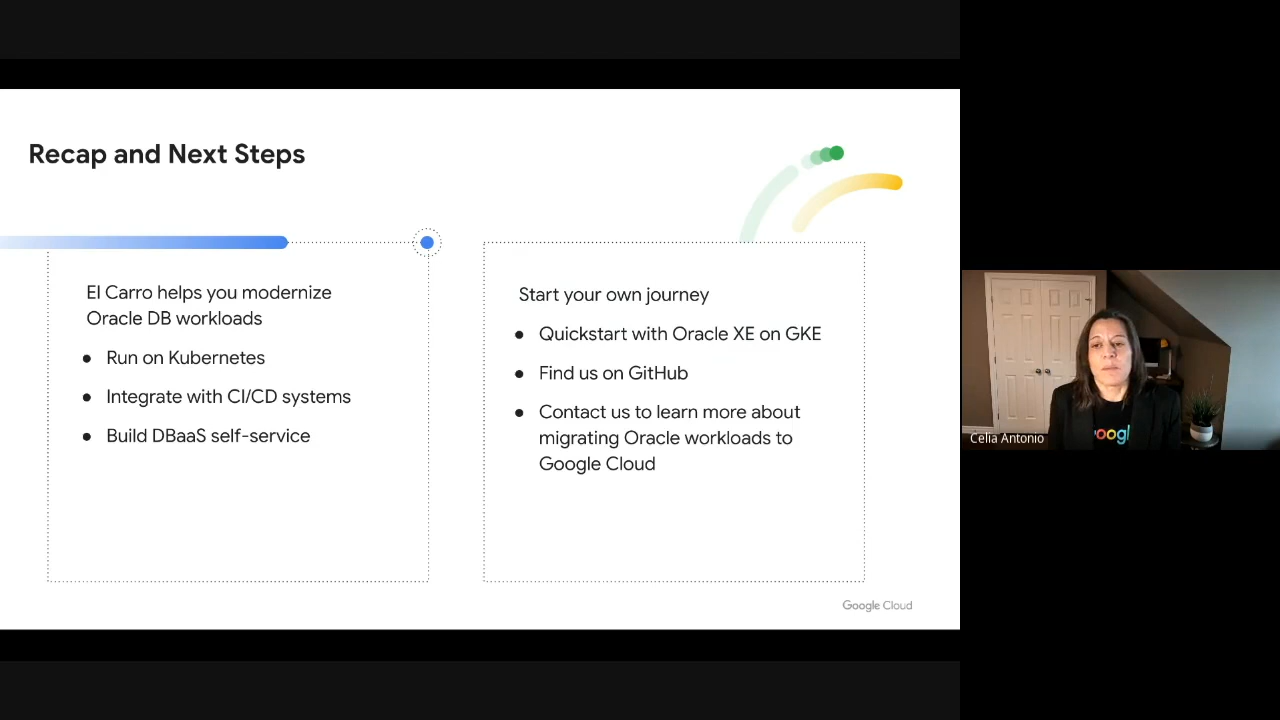 Recap and Next Steps
El Carro helps you modernize
Oracle DB workloads
● Run on Kubernetes
● Integrate with CI/CD systems
● Build DBaaS self-service
Start your own journey
● Quickstart with Oracle XE on GKE
● Find us on GitHub
● Contact us to learn more about
migrating Oracle workloads to
Google Cloud
Google Cloud
Celia Antonio
oogl